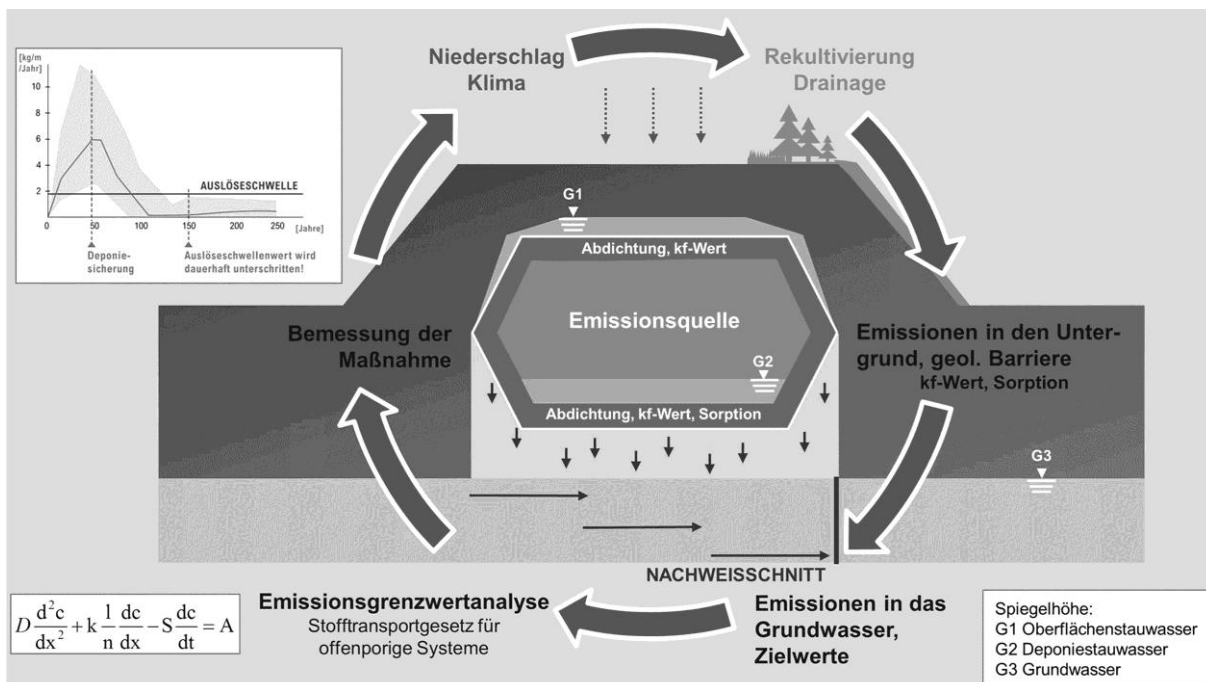 Niederschlag
Klima
Rekultivierung
Drainage
[kg/m
/Jahr]
10
8
6
4
2
AUSLÖSESCHWELLE
0
50
100
150
200
250
[Jahre]
Deponie-
sicherung
Auslöseschwellenwert wird
dauerhaft unterschritten!
G1
Abdichtung, kf-Wert
Emissionsquelle
G2
Abdichtung, kf-Wert, Sorption
Bemessung der
Maßnahme
Emissionen in den Unter-
grund, geol. Barriere
kf-Wert, Sorption
G3
NACHWEISSCHNITT
Emissionen in das
Grundwasser,
Zielwerte
Emissionsgrenzwertanalyse
Stofftransportgesetz für
offenporige Systeme
D d²c/dx² + k l/n dc/dx − S dc/dt = A
Spiegelhöhe:
G1 Oberflächenstauwasser
G2 Deponiestauwasser
G3 Grundwasser